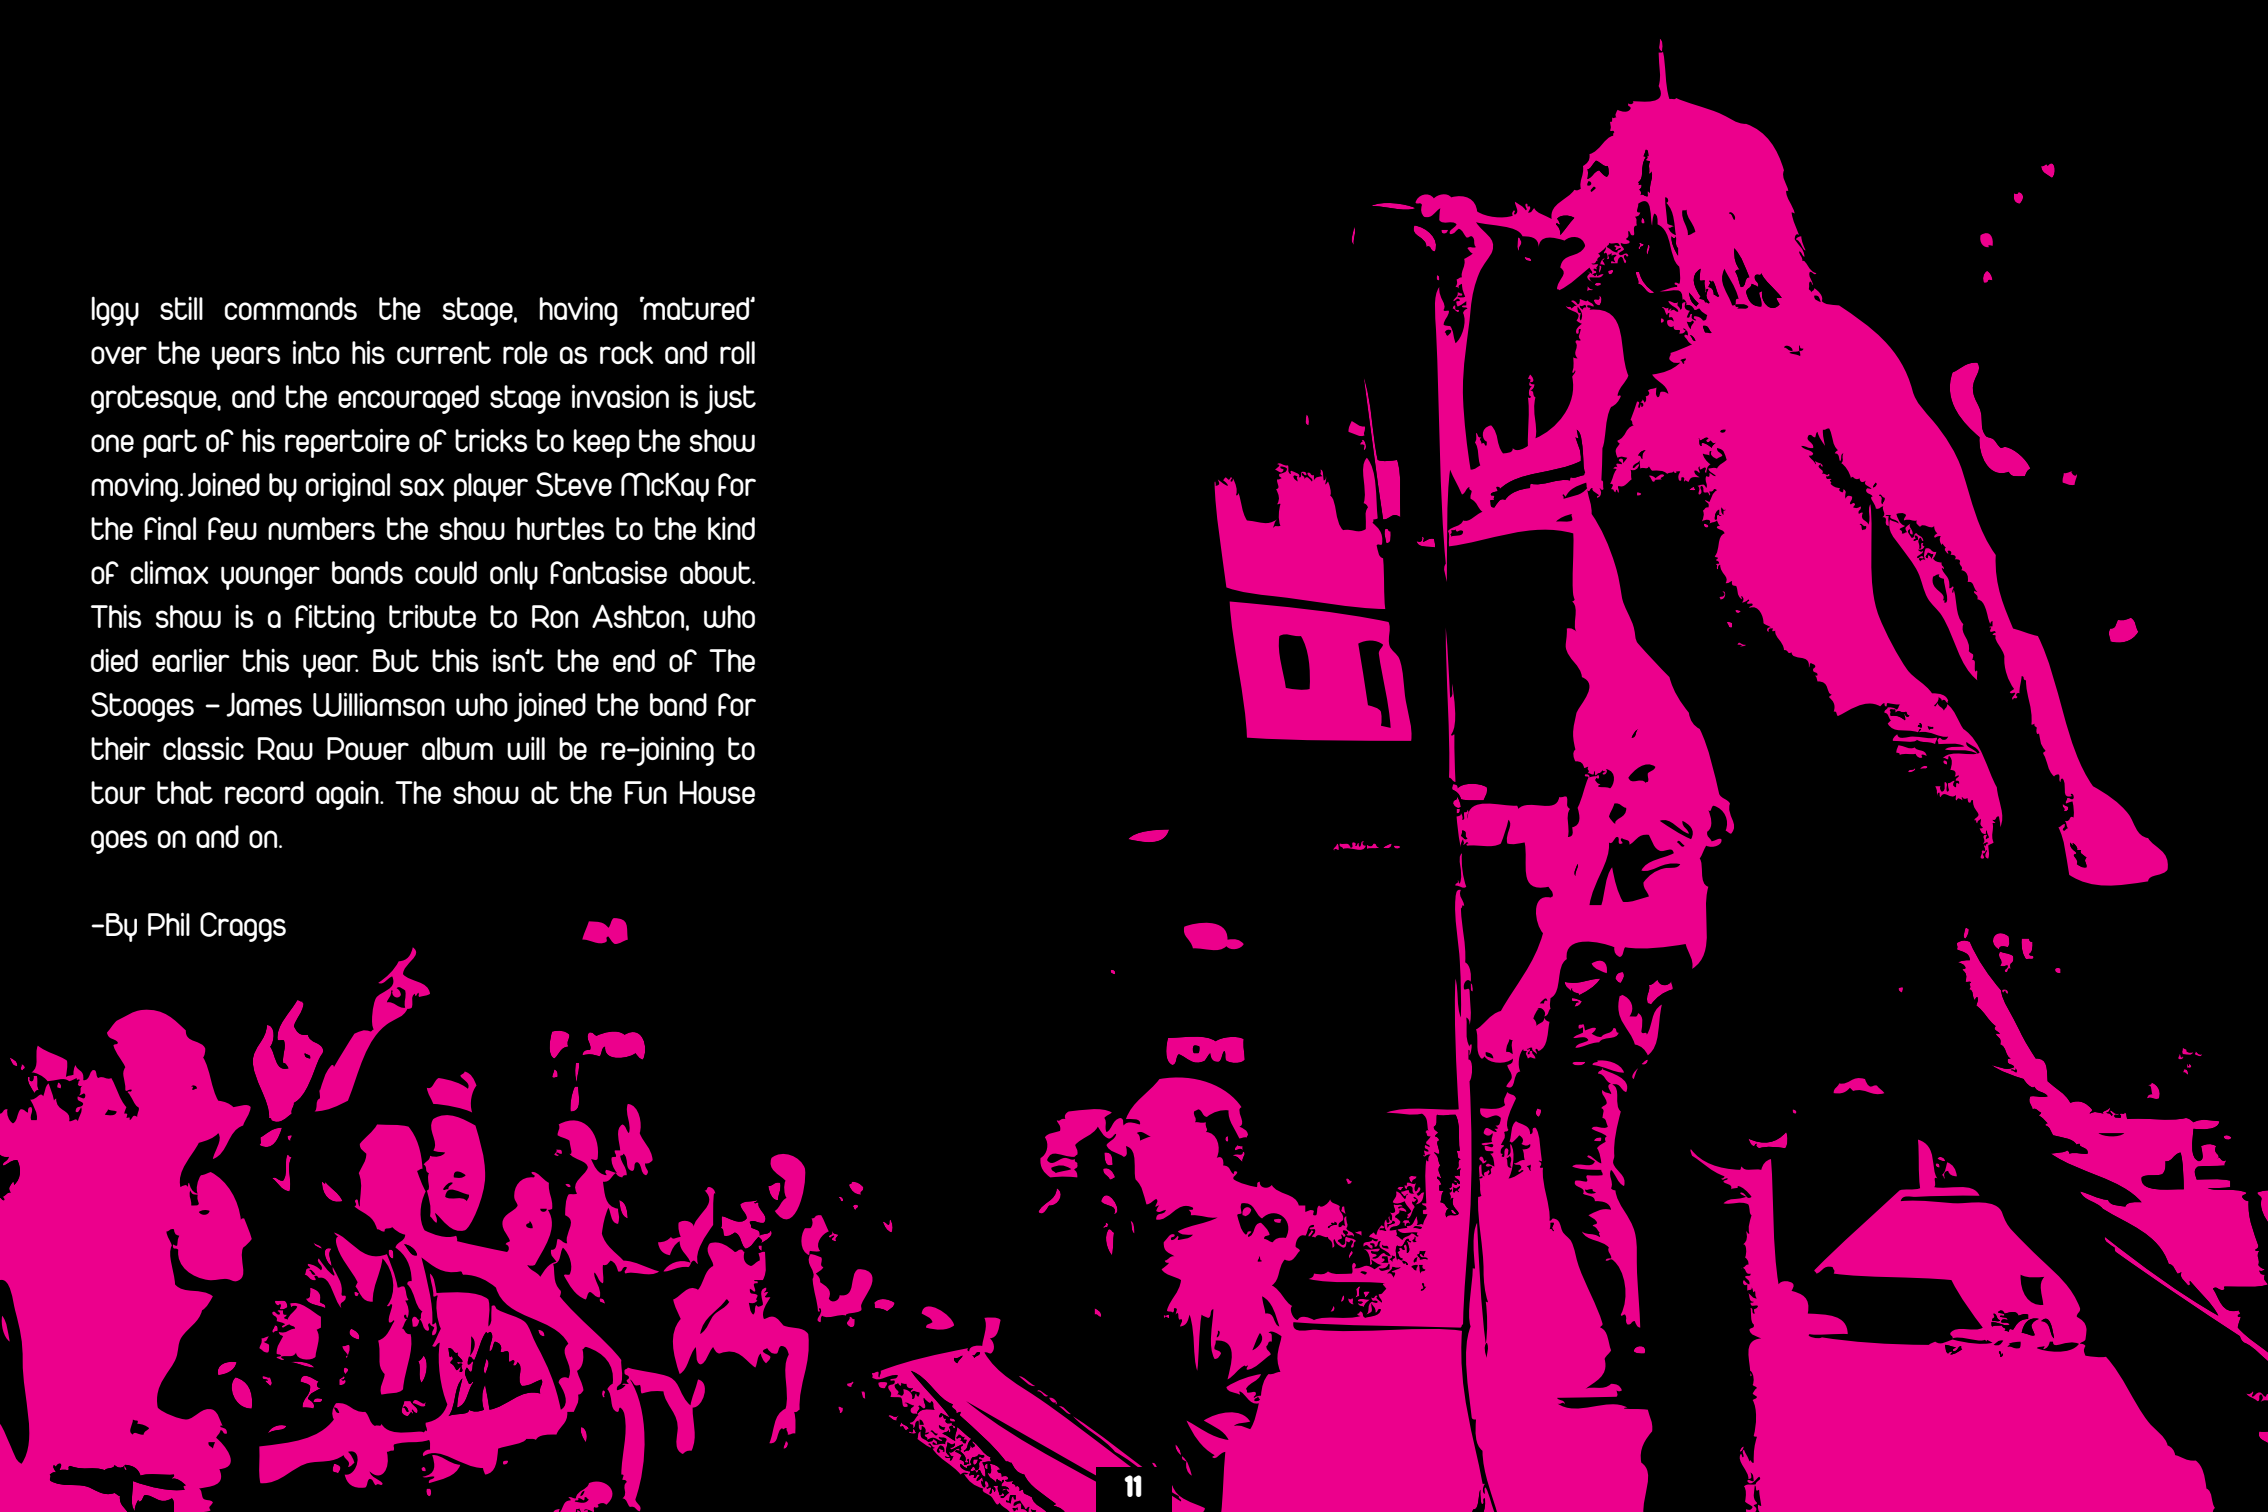 Iggy still commands the stage, having 'matured'
over the years into his current role as rock and roll
grotesque, and the encouraged stage invasion is just
one part of his repertoire of tricks to keep the show
moving. Joined by original sax player Steve McKay for
the final few numbers the show hurtles to the kind
of climax younger bands could only fantasise about.
This show is a fitting tribute to Ron Ashton, who
died earlier this year. But this isn't the end of The
Stooges – James Williamson who joined the band for
their classic Raw Power album will be re-joining to
tour that record again. The show at the Fun House
goes on and on.
-By Phil Craggs
11